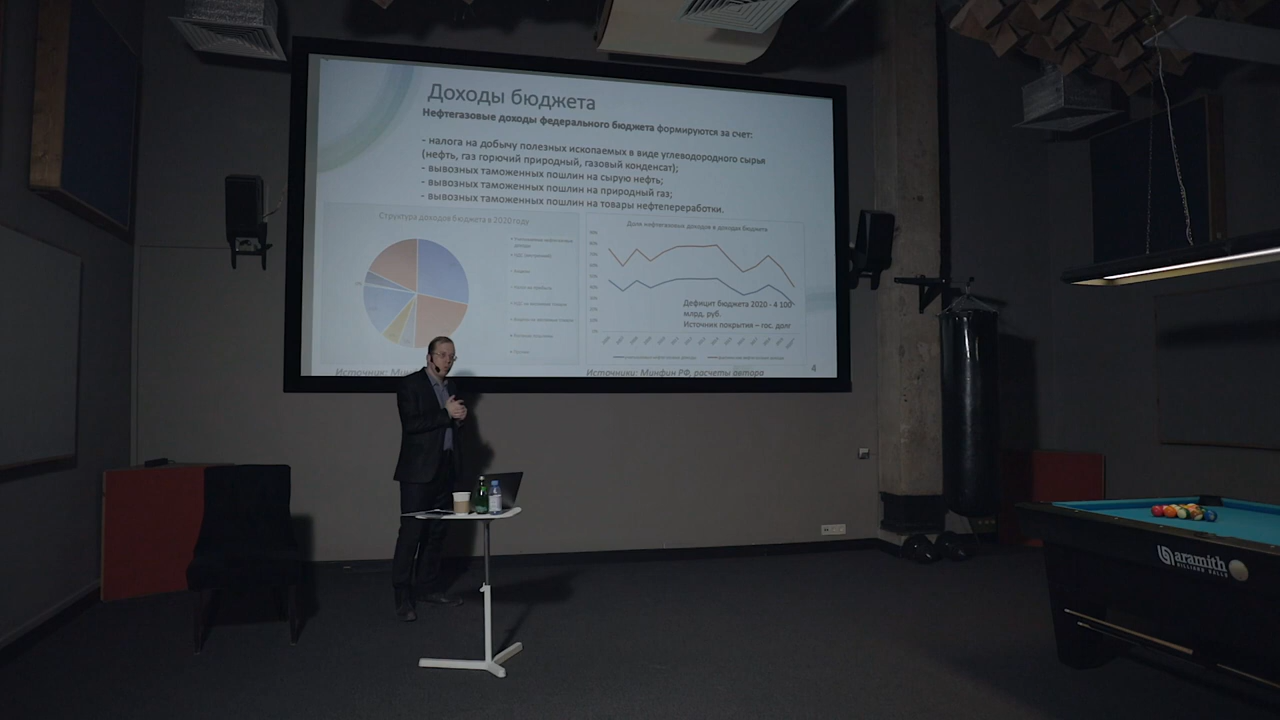 Доходы бюджета
Нефтегазовые доходы федерального бюджета формируются за счет:
- налога на добычу полезных ископаемых в виде углеводородного сырья
(нефть, газ горючий природный, газовый конденсат);
- вывозных таможенных пошлин на сырую нефть;
- вывозных таможенных пошлин на природный газ;
- вывозных таможенных пошлин на товары нефтепереработки.
Структура доходов бюджета в 2020 году
Доля нефтегазовых доходов в доходах бюджета
Дефицит бюджета 2020 - 4 100
млрд. руб.
Источник покрытия – гос. долг
Источник:
Источники: Минфин РФ, расчеты автора
4
aramith
BILLIARD BALLS